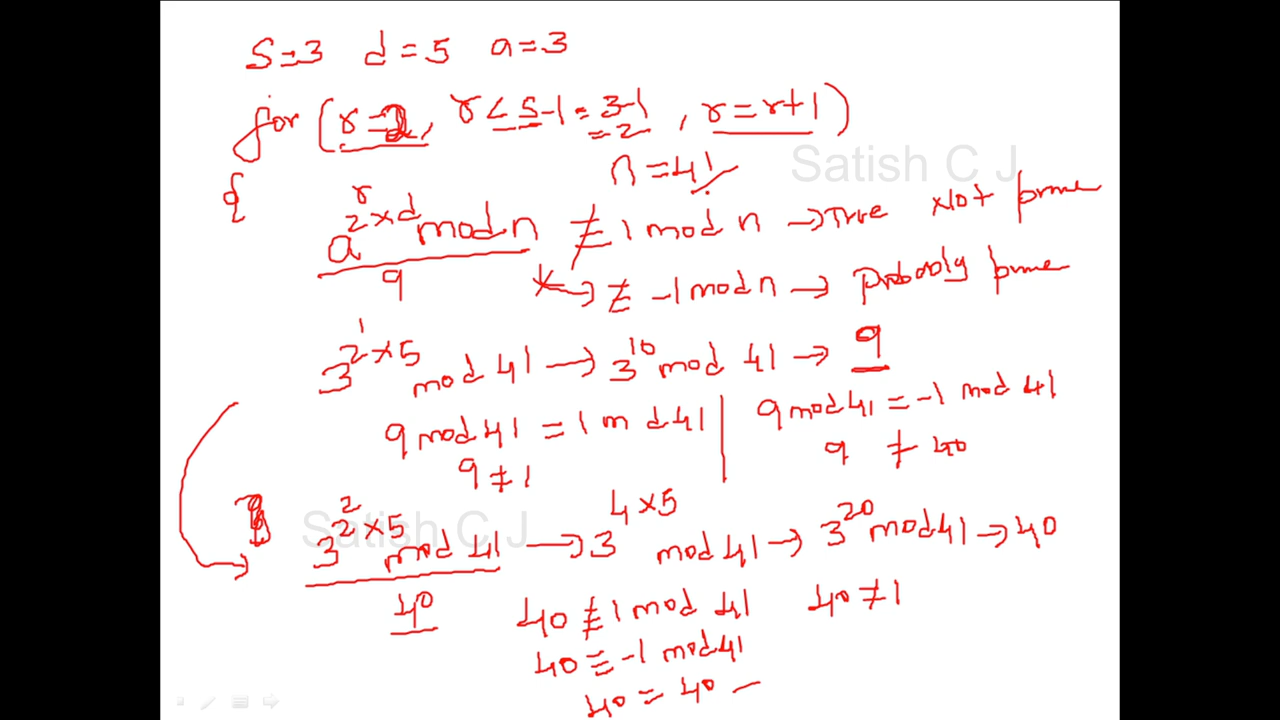 S=3 d=5 a=3
for (r=2, r<S-1=3-1, r=r+1)
=2
n=41
Satish C J
{
a^{2^r×d} mod n ≢ 1 mod n → True Not prime
9
≢ -1 mod n → Probably prime
3^{2^1×5} mod 41 → 3^{10} mod 41 → 9
9 mod 41 = 1 m d 41 | 9 mod 41 = -1 mod 41
9 ≠ 1 9 ≠ 40
Satish C J
3^{2^2×5} mod 41 → 3^{4×5} mod 41 → 3^{20} mod 41 → 40
40 40 ≢ 1 mod 41 40 ≠ 1
40 ≡ -1 mod 41
40 = 40 –